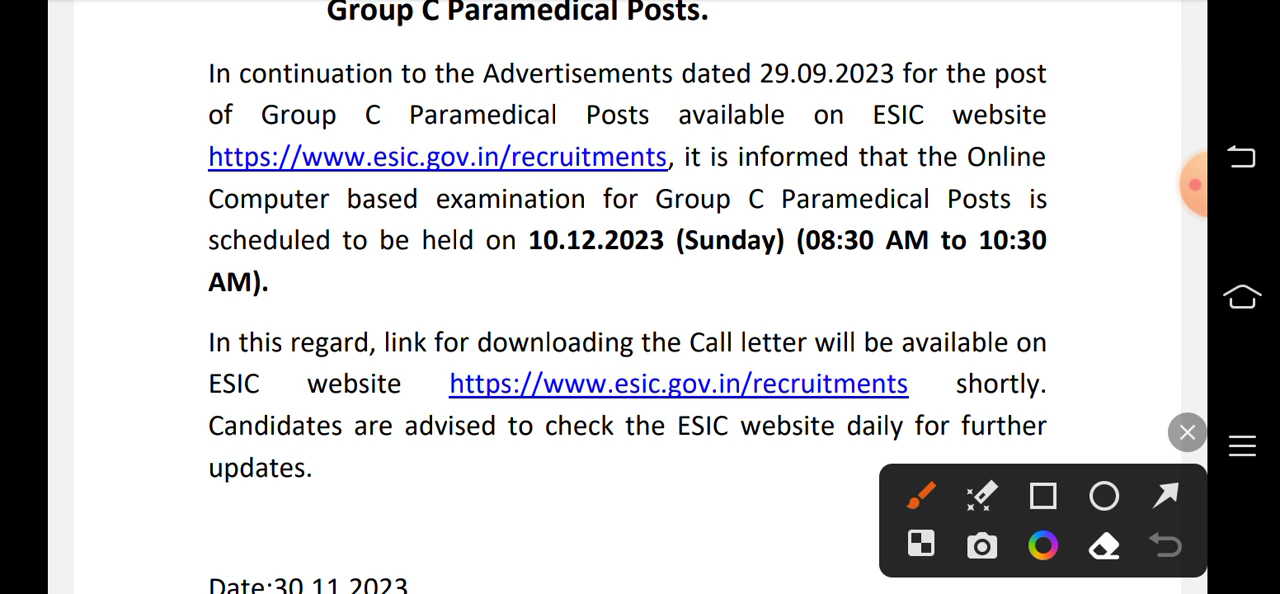 Group C Paramedical Posts.
In continuation to the Advertisements dated 29.09.2023 for the post
of Group C Paramedical Posts available on ESIC website
https://www.esic.gov.in/recruitments, it is informed that the Online
Computer based examination for Group C Paramedical Posts is
scheduled to be held on 10.12.2023 (Sunday) (08:30 AM to 10:30
AM).
In this regard, link for downloading the Call letter will be available on
ESIC website https://www.esic.gov.in/recruitments shortly.
Candidates are advised to check the ESIC website daily for further
updates.
Date:30.11.2023